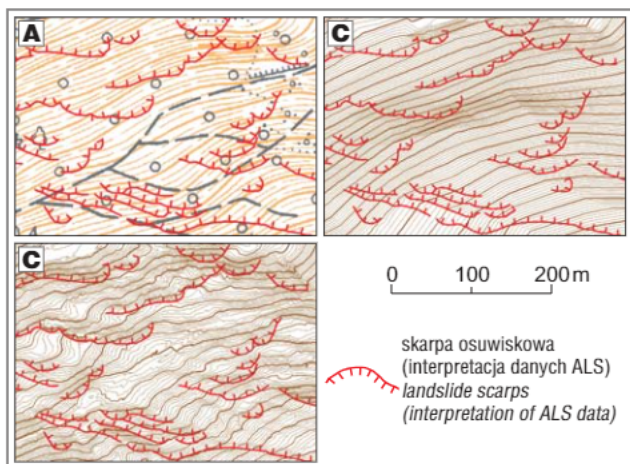 A
C
C
0 100 200 m
skarpa osuwiskowa
(interpretacja danych ALS)
landslide scarps
(interpretation of ALS data)